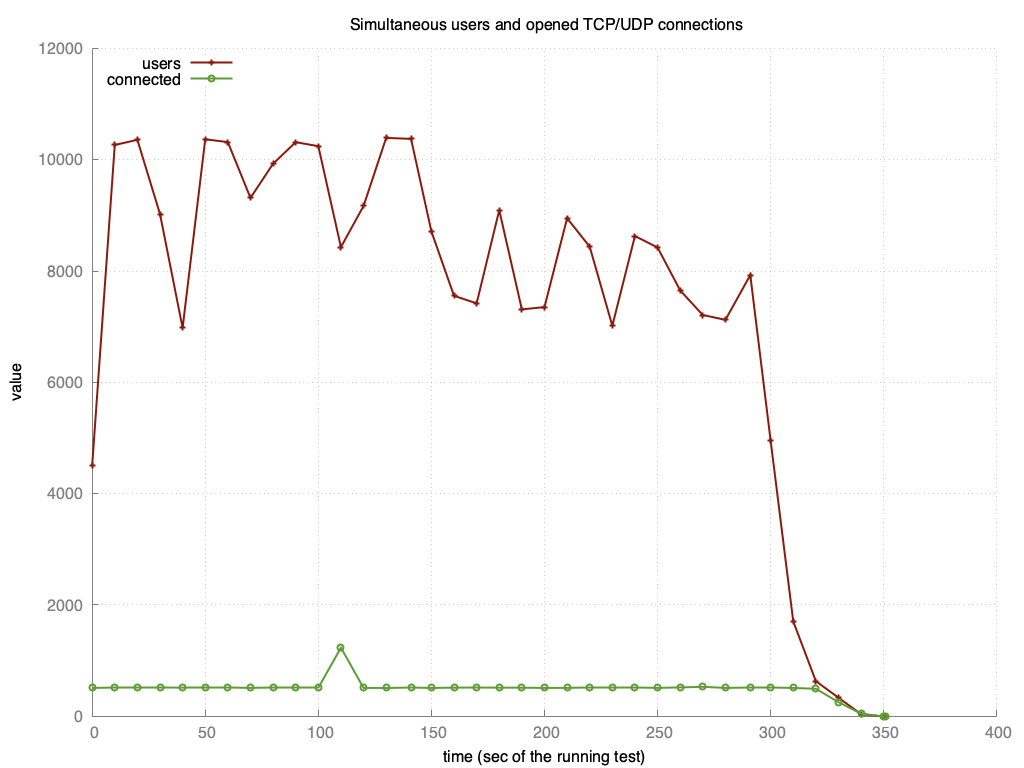 Simultaneous users and opened TCP/UDP connections
12000
users
connected
10000
8000
value
6000
4000
2000
0
0 50 100 150 200 250 300 350 400
time (sec of the running test)